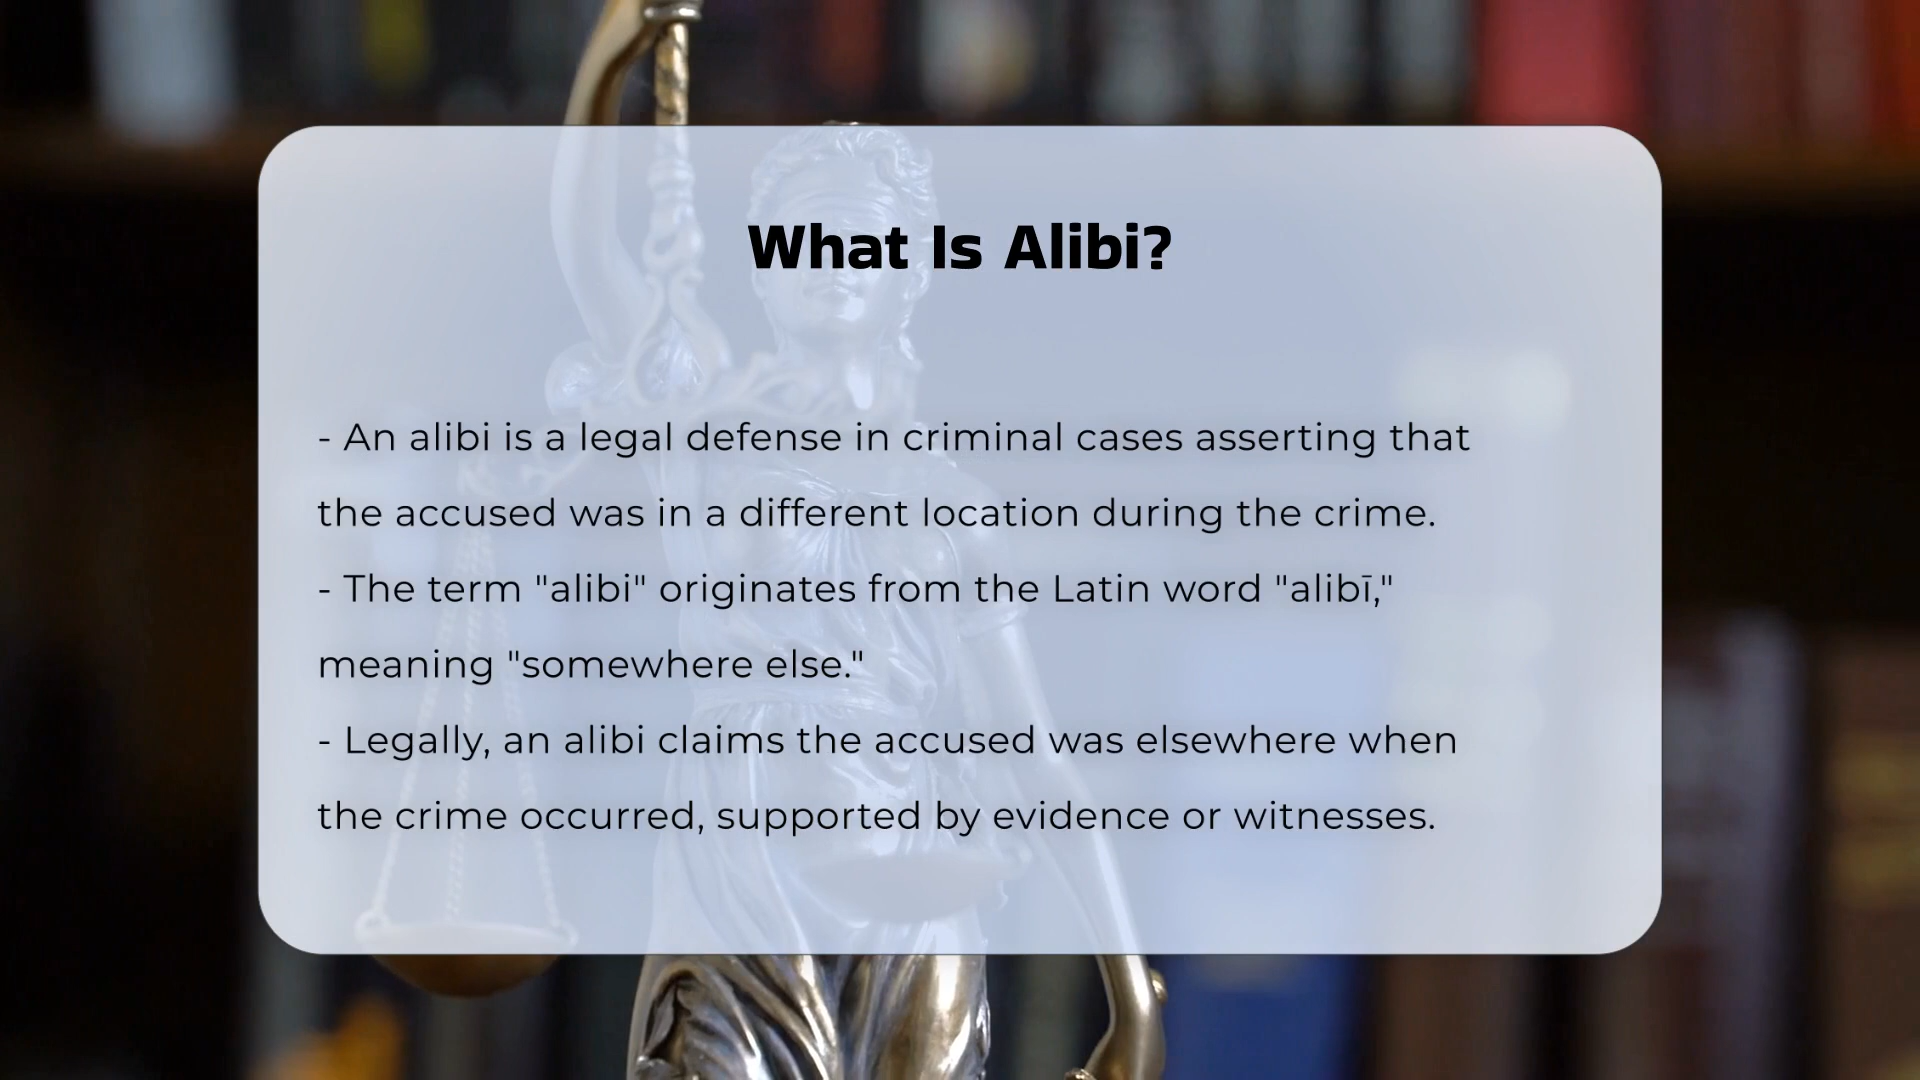 What Is Alibi?
- An alibi is a legal defense in criminal cases asserting that
the accused was in a different location during the crime.
- The term "alibi" originates from the Latin word "alibī,"
meaning "somewhere else."
- Legally, an alibi claims the accused was elsewhere when
the crime occurred, supported by evidence or witnesses.